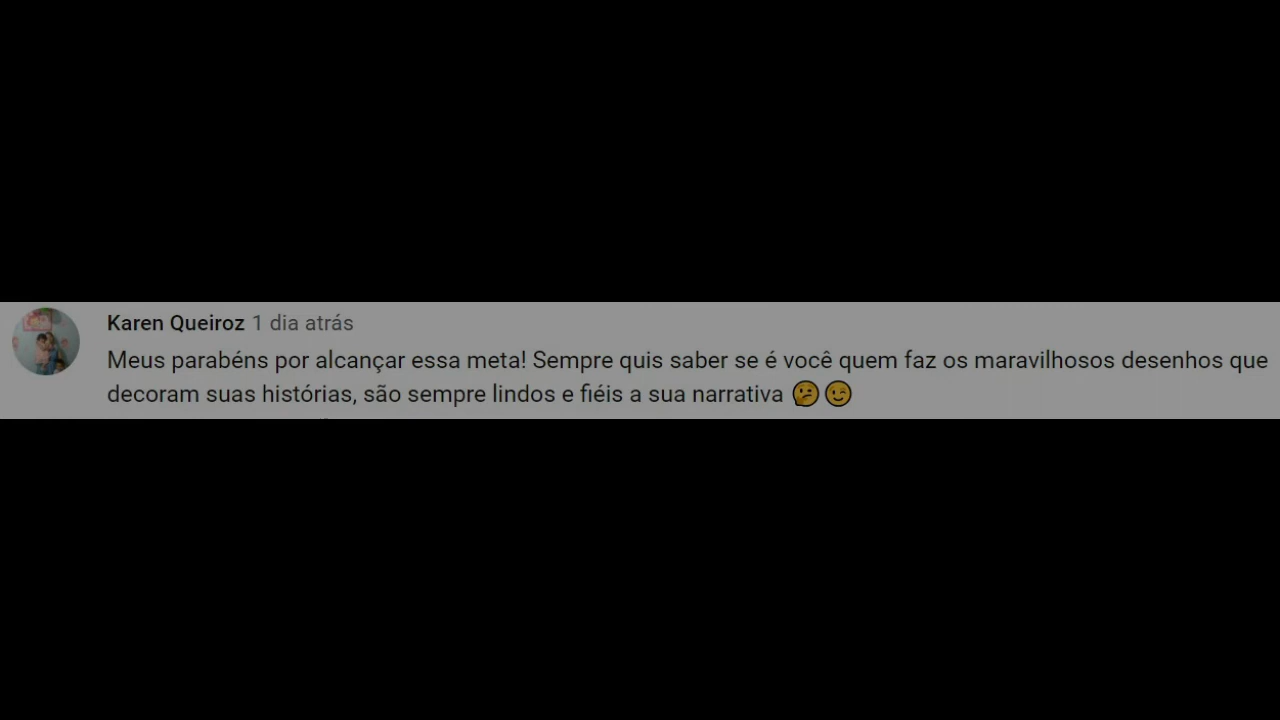 Karen Queiroz 1 dia atrás
Meus parabéns por alcançar essa meta! Sempre quis saber se é você quem faz os maravilhosos desenhos que
decoram suas histórias, são sempre lindos e fiéis a sua narrativa 🤔😉